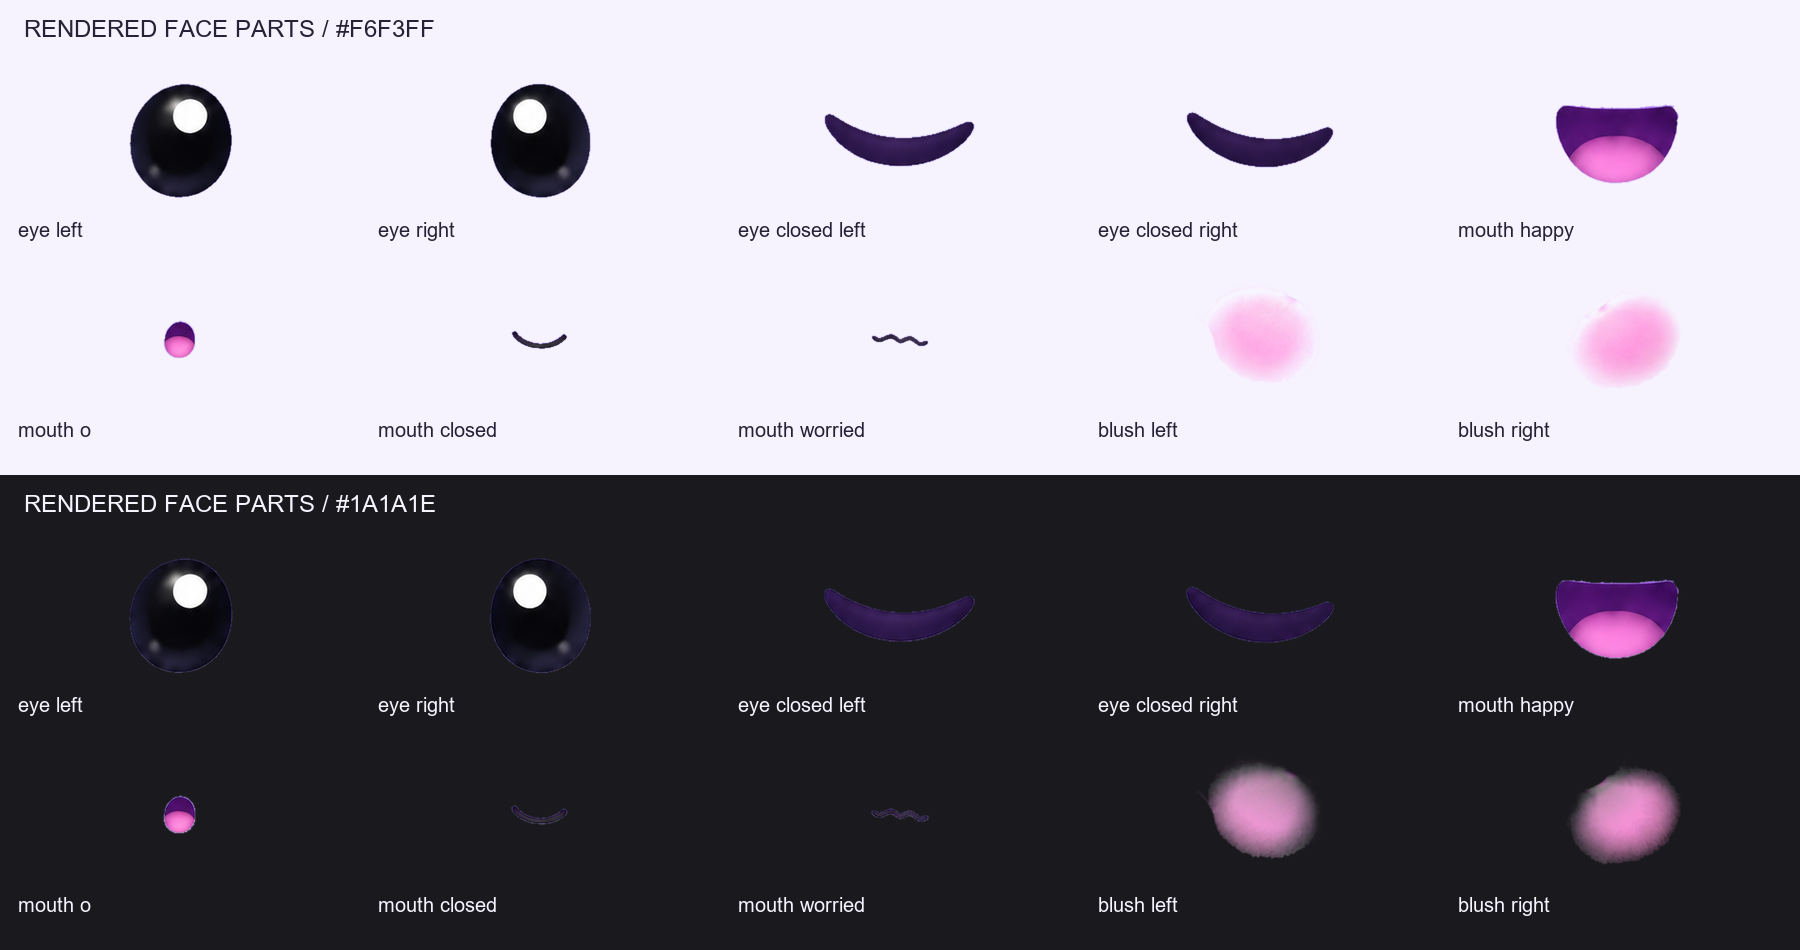 RENDERED FACE PARTS / #F6F3FF
eye left
eye right
eye closed left
eye closed right
mouth happy
mouth o
mouth closed
mouth worried
blush left
blush right
RENDERED FACE PARTS / #1A1A1E
eye left
eye right
eye closed left
eye closed right
mouth happy
mouth o
mouth closed
mouth worried
blush left
blush right